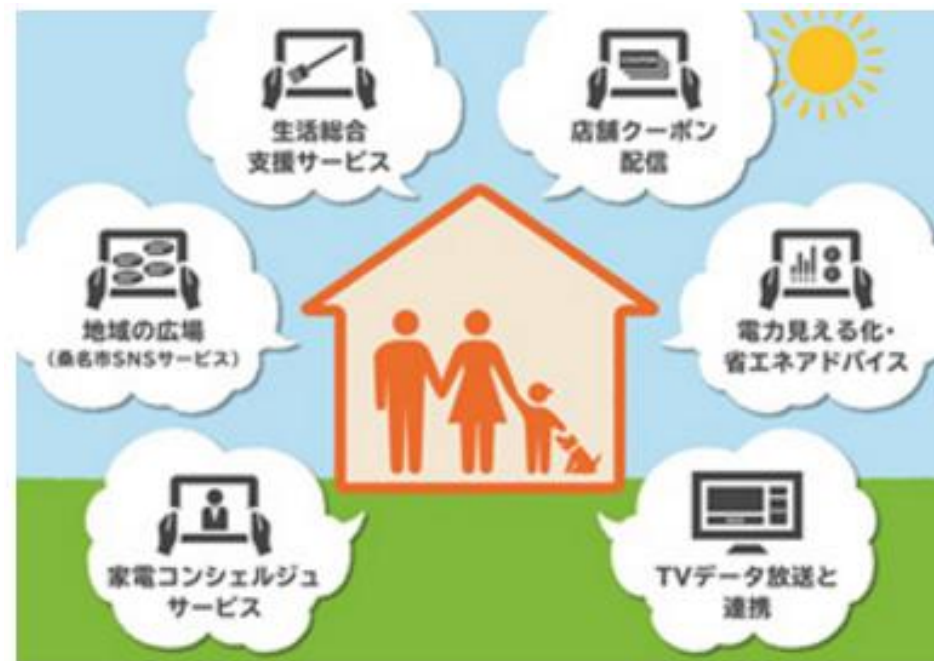 生活総合
支援サービス
店舗クーポン
配信
地域の広場
（桑名市SNSサービス）
電力見える化・
省エネアドバイス
家電コンシェルジュ
サービス
TVデータ放送と
連携